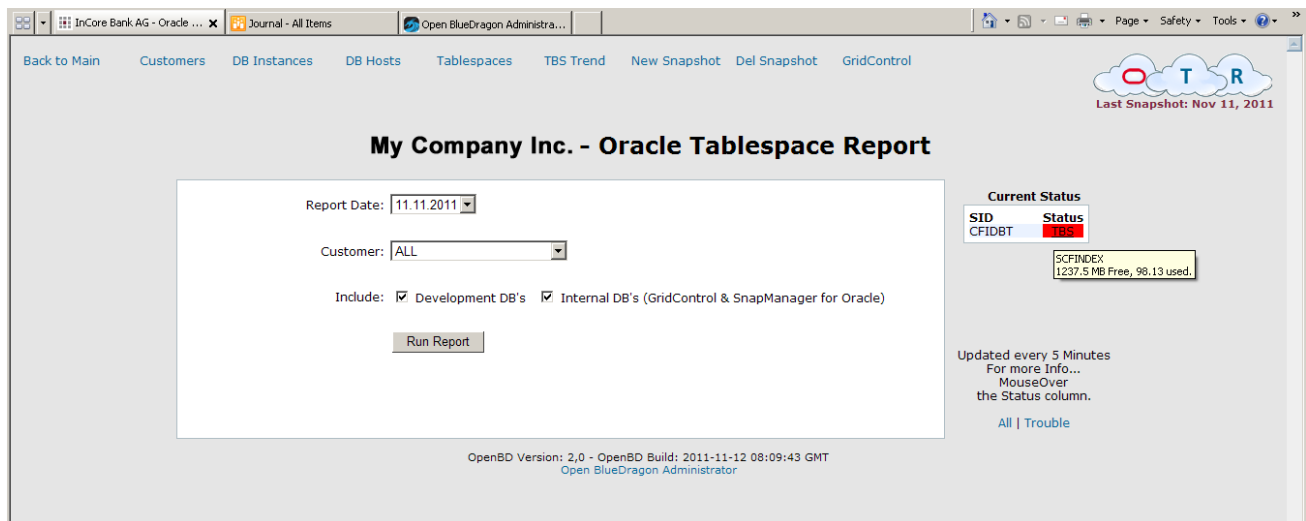 InCore Bank AG - Oracle ... Journal - All Items Open BlueDragon Administra... Page Safety Tools »
Back to Main Customers DB Instances DB Hosts Tablespaces TBS Trend New Snapshot Del Snapshot GridControl
O T R
Last Snapshot: Nov 11, 2011
My Company Inc. - Oracle Tablespace Report
Report Date: 11.11.2011
Customer: ALL
Include: Development DB's Internal DB's (GridControl & SnapManager for Oracle)
Run Report
Current Status
SID Status
CFIDBT TBS
SCFINDEX
1237.5 MB Free, 98.13 used.
Updated every 5 Minutes
For more Info...
MouseOver
the Status column.
All | Trouble
OpenBD Version: 2,0 - OpenBD Build: 2011-11-12 08:09:43 GMT
Open BlueDragon Administrator